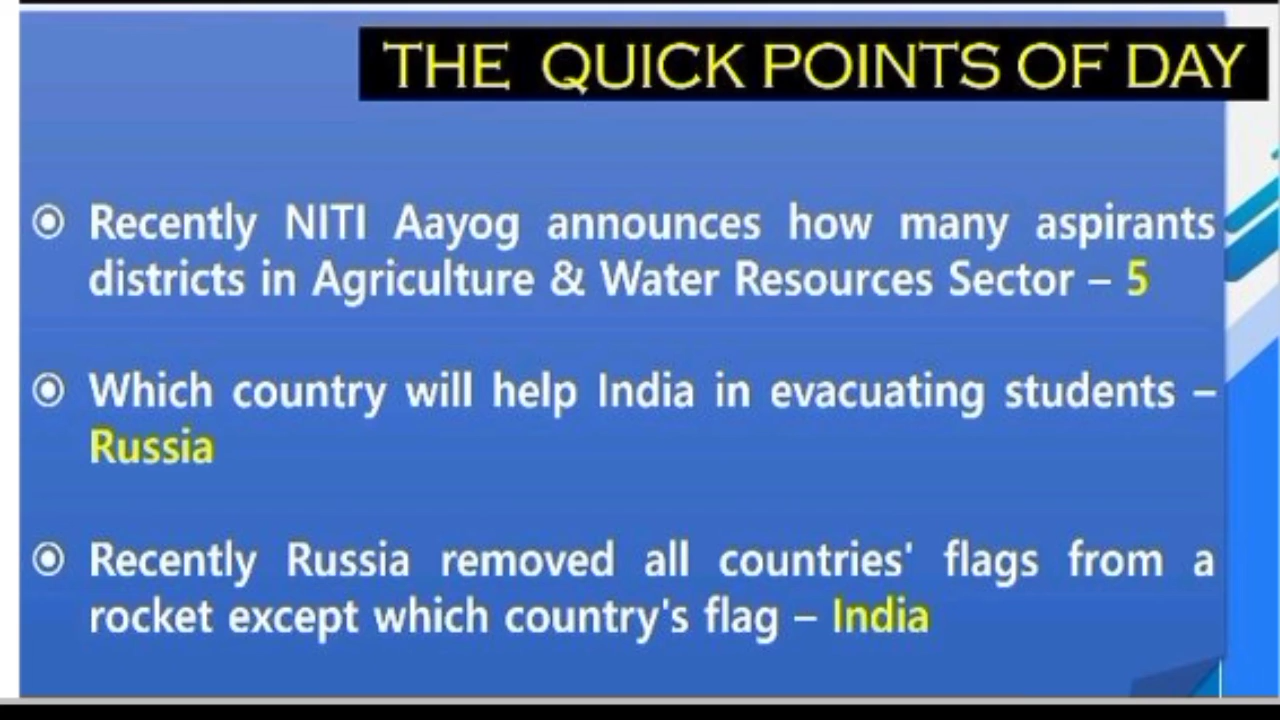 THE QUICK POINTS OF DAY
Recently NITI Aayog announces how many aspirants
districts in Agriculture & Water Resources Sector – 5
Which country will help India in evacuating students –
Russia
Recently Russia removed all countries' flags from a
rocket except which country's flag – India